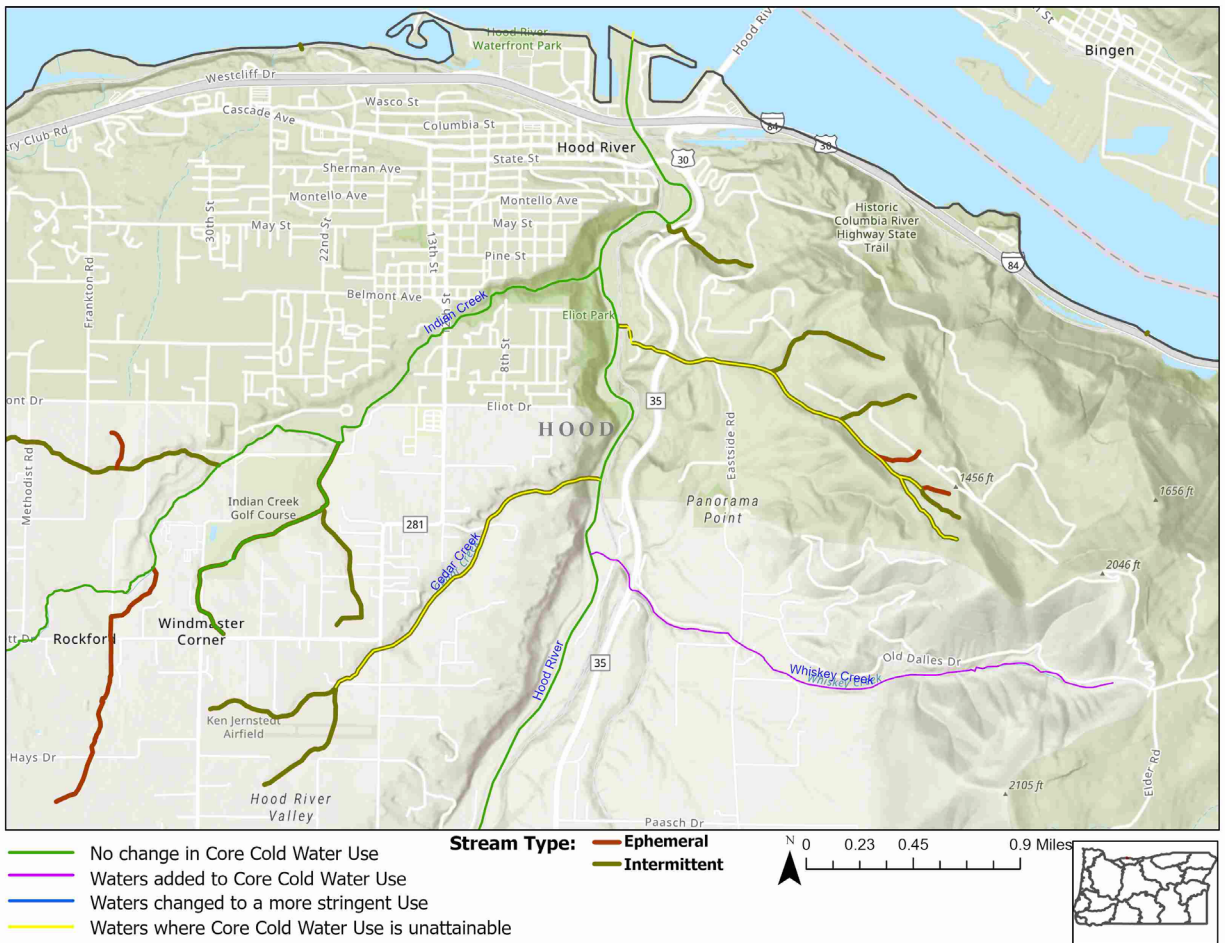 Hood River
Waterfront Park
Hood Riv
n St
Bingen
Westcliff Dr
Wasco St
Cascade Ave
Columbia St
try Club Rd
84
30
Hood River
State St
30
Sherman Ave
Montello Ave
Montello Ave
30th St
May St
22nd St
13th St
May St
Pine St
Historic
Columbia River
Highway State
Trail
84
Frankton Rd
Belmont Ave
Indian Creek
Eliot Park
8th St
ont Dr
Eliot Dr
35
HOOD
Eastside Rd
Methodist Rd
Indian Creek
Golf Course
281
Panorama
Point
1456 ft
1656 ft
Cedar Creek
2046 ft
tt Dr
Rockford
Windmaster
Corner
Hood River
35
Old Dalles Dr
Whiskey Creek
Whiskey Creek
Ken Jernstedt
Airfield
Hays Dr
Hood River
Valley
Elder Rd
2105 ft
Paasch Dr
No change in Core Cold Water Use
Waters added to Core Cold Water Use
Waters changed to a more stringent Use
Waters where Core Cold Water Use is unattainable
Stream Type:
Ephemeral
Intermittent
N
0 0.23 0.45 0.9 Miles